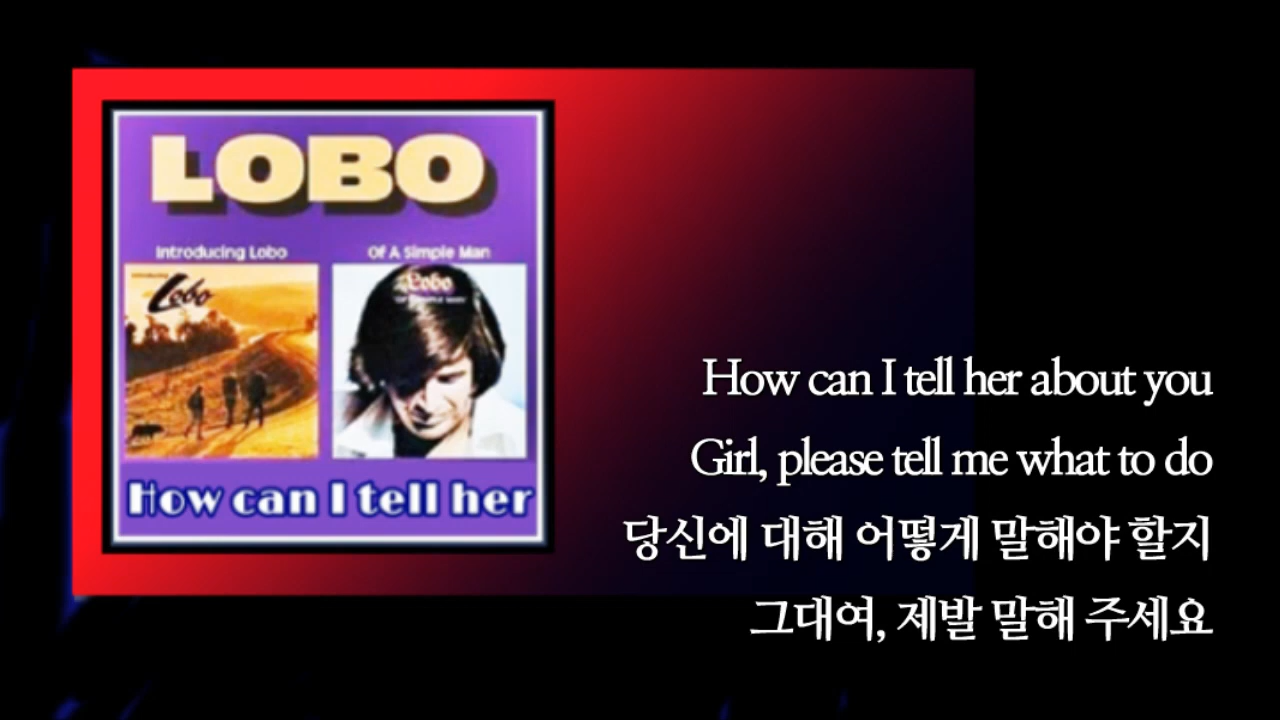 LOBO
Introducing Lobo
Of A Simple Man
Introducing
Lobo
Lobo
How can I tell her
How can I tell her about you
Girl, please tell me what to do
당신에 대해 어떻게 말해야 할지
그대여, 제발 말해 주세요